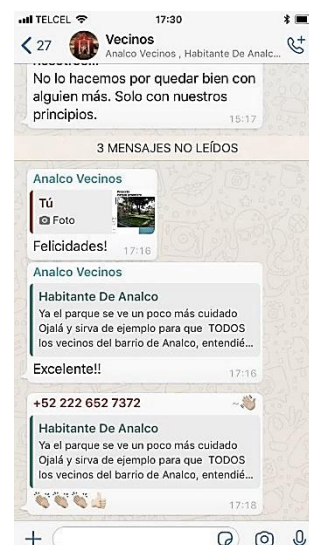 TELCEL 17:30
27 Vecinos
Analco Vecinos , Habitante De Analc...
No lo hacemos por quedar bien con
alguien más. Solo con nuestros
principios.
15:17
3 MENSAJES NO LEÍDOS
Analco Vecinos
Tú
Foto
Felicidades! 17:16
Analco Vecinos
Habitante De Analco
Ya el parque se ve un poco más cuidado
Ojalá y sirva de ejemplo para que TODOS
los vecinos del barrio de Analco, entendié...
Excelente!!
17:16
+52 222 652 7372 ~👏🏼
Habitante De Analco
Ya el parque se ve un poco más cuidado
Ojalá y sirva de ejemplo para que TODOS
los vecinos del barrio de Analco, entendié...
👏🏼👏🏼👏🏼👍🏼 17:18